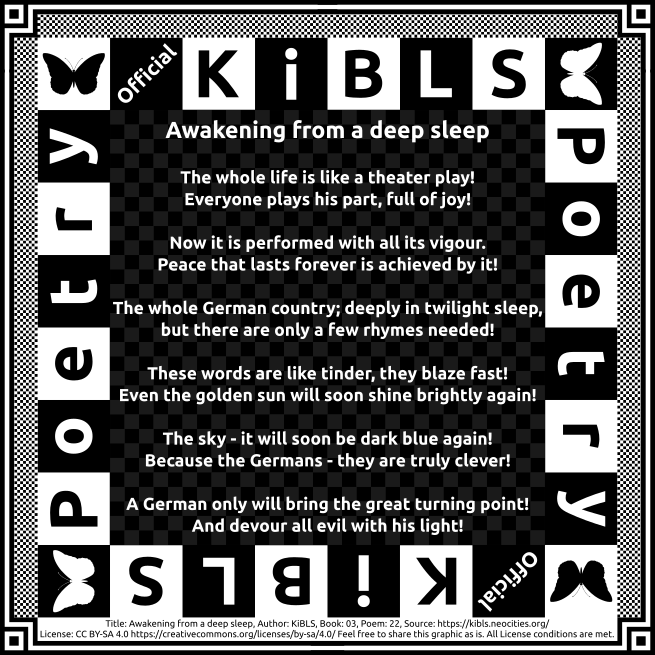 Official KiBLS
Poetry
Poetry
Awakening from a deep sleep
The whole life is like a theater play!
Everyone plays his part, full of joy!
Now it is performed with all its vigour.
Peace that lasts forever is achieved by it!
The whole German country; deeply in twilight sleep,
but there are only a few rhymes needed!
These words are like tinder, they blaze fast!
Even the golden sun will soon shine brightly again!
The sky - it will soon be dark blue again!
Because the Germans - they are truly clever!
A German only will bring the great turning point!
And devour all evil with his light!
Official KiBLS
Title: Awakening from a deep sleep, Author: KiBLS, Book: 03, Poem: 22, Source: https://kibls.neocities.org/
License: CC BY-SA 4.0 https://creativecommons.org/licenses/by-sa/4.0/ Feel free to share this graphic as is. All License conditions are met.